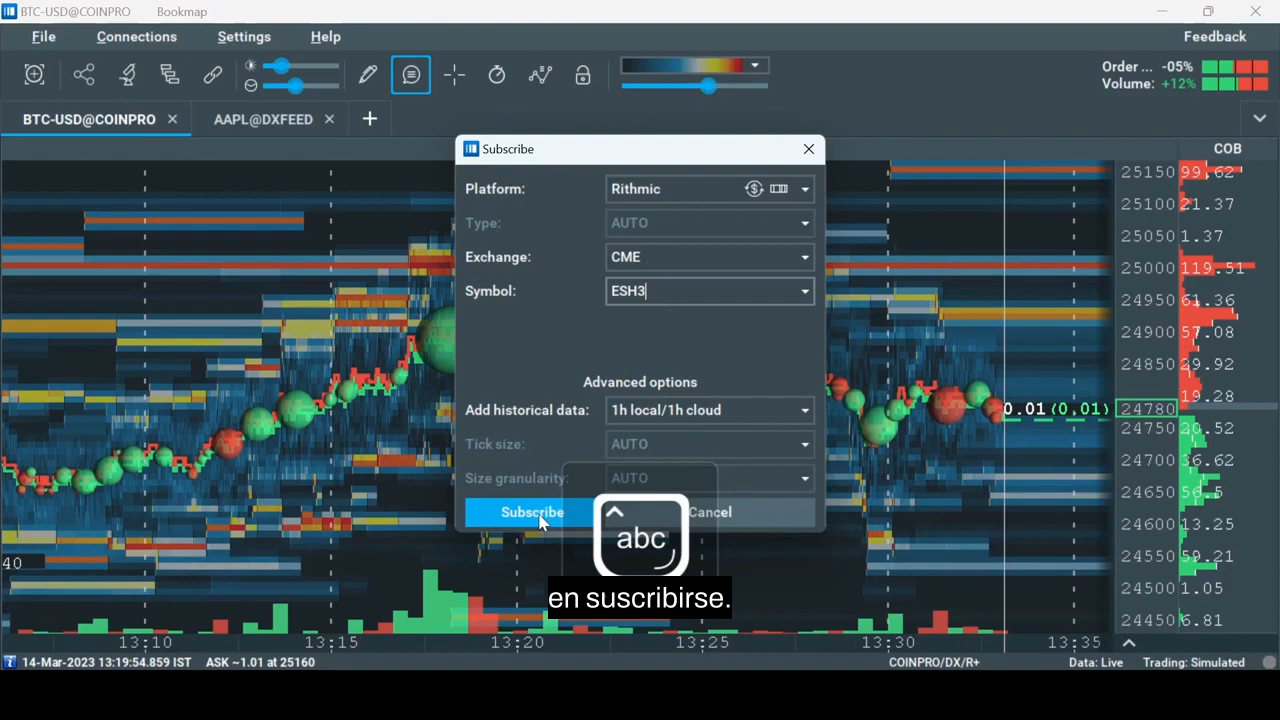 BTC-USD@COINPRO Bookmap
File Connections Settings Help Feedback
Order ... -05%
Volume: +12%
BTC-USD@COINPRO AAPL@DXFEED
COB
Subscribe
Platform: Rithmic
Type: AUTO
Exchange: CME
Symbol: ESH3
Advanced options
Add historical data: 1h local/1h cloud
Tick size: AUTO
Size granularity: AUTO
Subscribe Cancel
abc
en suscribirse.
0.01(0.01)
25150 99.62
25100 21.37
25050 1.37
25000 119.51
24950 61.36
24900 57.08
24850 29.92
19.28
24780
24750 20.52
24700 36.62
24650 56.5
24600 13.25
24550 59.21
24500 1.05
24450 6.81
40
13:10 13:15 13:20 13:25 13:30 13:35
14-Mar-2023 13:19:54.859 IST ASK ~1.01 at 25160 COINPRO/DX/R+ Data: Live Trading: Simulated